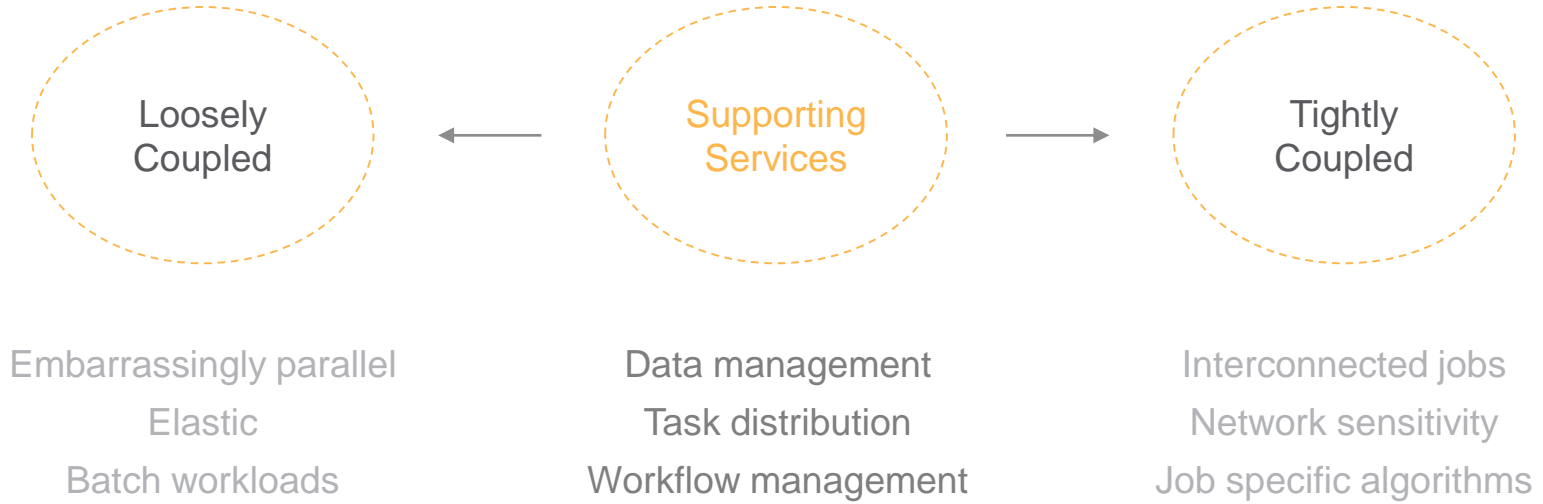 Loosely
Coupled
Supporting
Services
Tightly
Coupled
Embarrassingly parallel
Elastic
Batch workloads
Data management
Task distribution
Workflow management
Interconnected jobs
Network sensitivity
Job specific algorithms